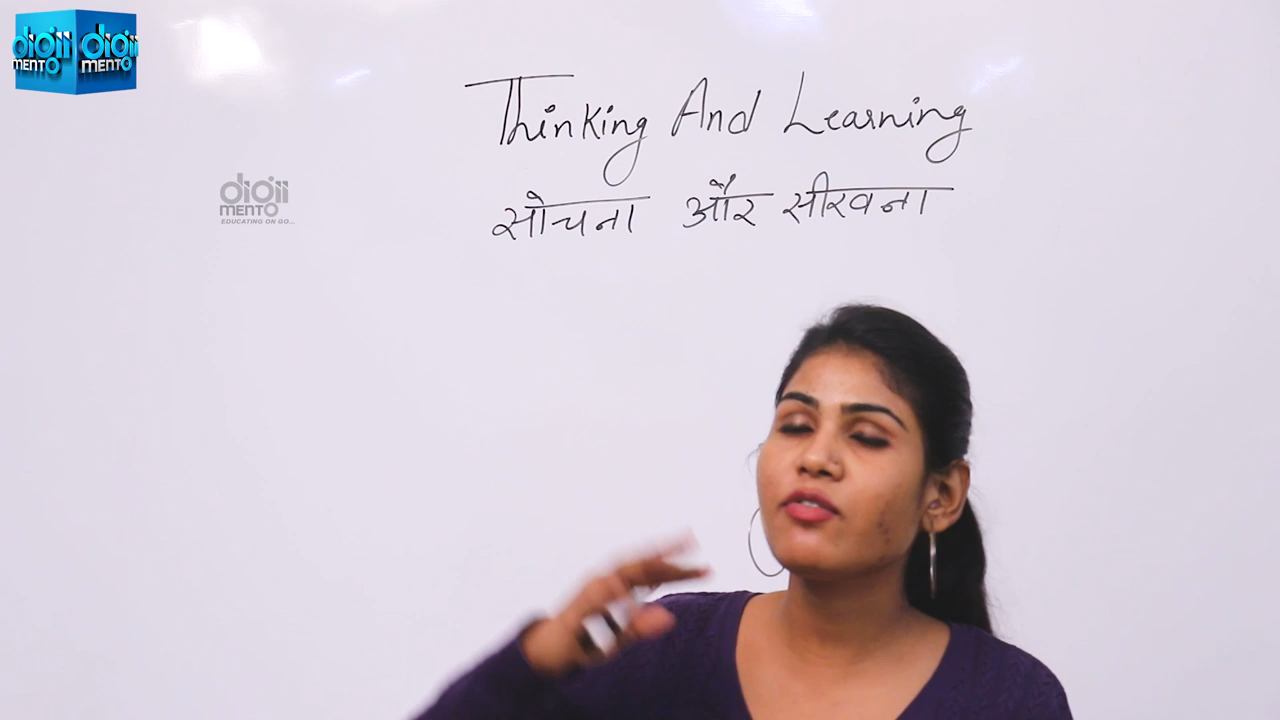 digii
MENTO
digii
MENTO
Thinking And Learning
सोचना और सीखना
digii
MENTO
EDUCATING ON GO...